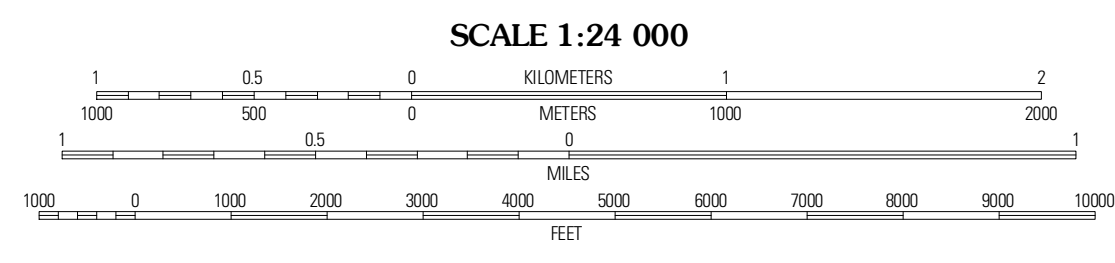 SCALE 1:24 000
1 0.5 0 KILOMETERS 1 2
1000 500 0 METERS 1000 2000
1 0.5 0 1
MILES
1000 0 1000 2000 3000 4000 5000 6000 7000 8000 9000 10000
FEET